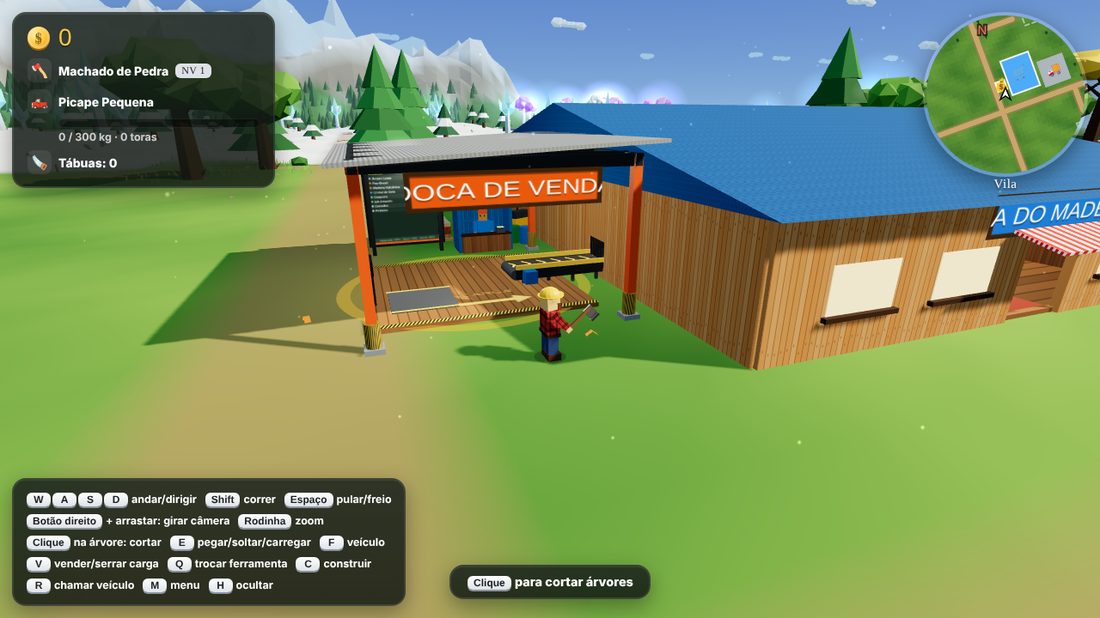 $ 0
Machado de Pedra NV 1
Picape Pequena
0 / 300 kg · 0 toras
Tábuas: 0
N
Vila
DOCA DE VENDA
A DO MADE
W A S D andar/dirigir Shift correr Espaço pular/freio
Botão direito + arrastar: girar câmera Rodinha zoom
Clique na árvore: cortar E pegar/soltar/carregar F veículo
V vender/serrar carga Q trocar ferramenta C construir
R chamar veículo M menu H ocultar
Clique para cortar árvores